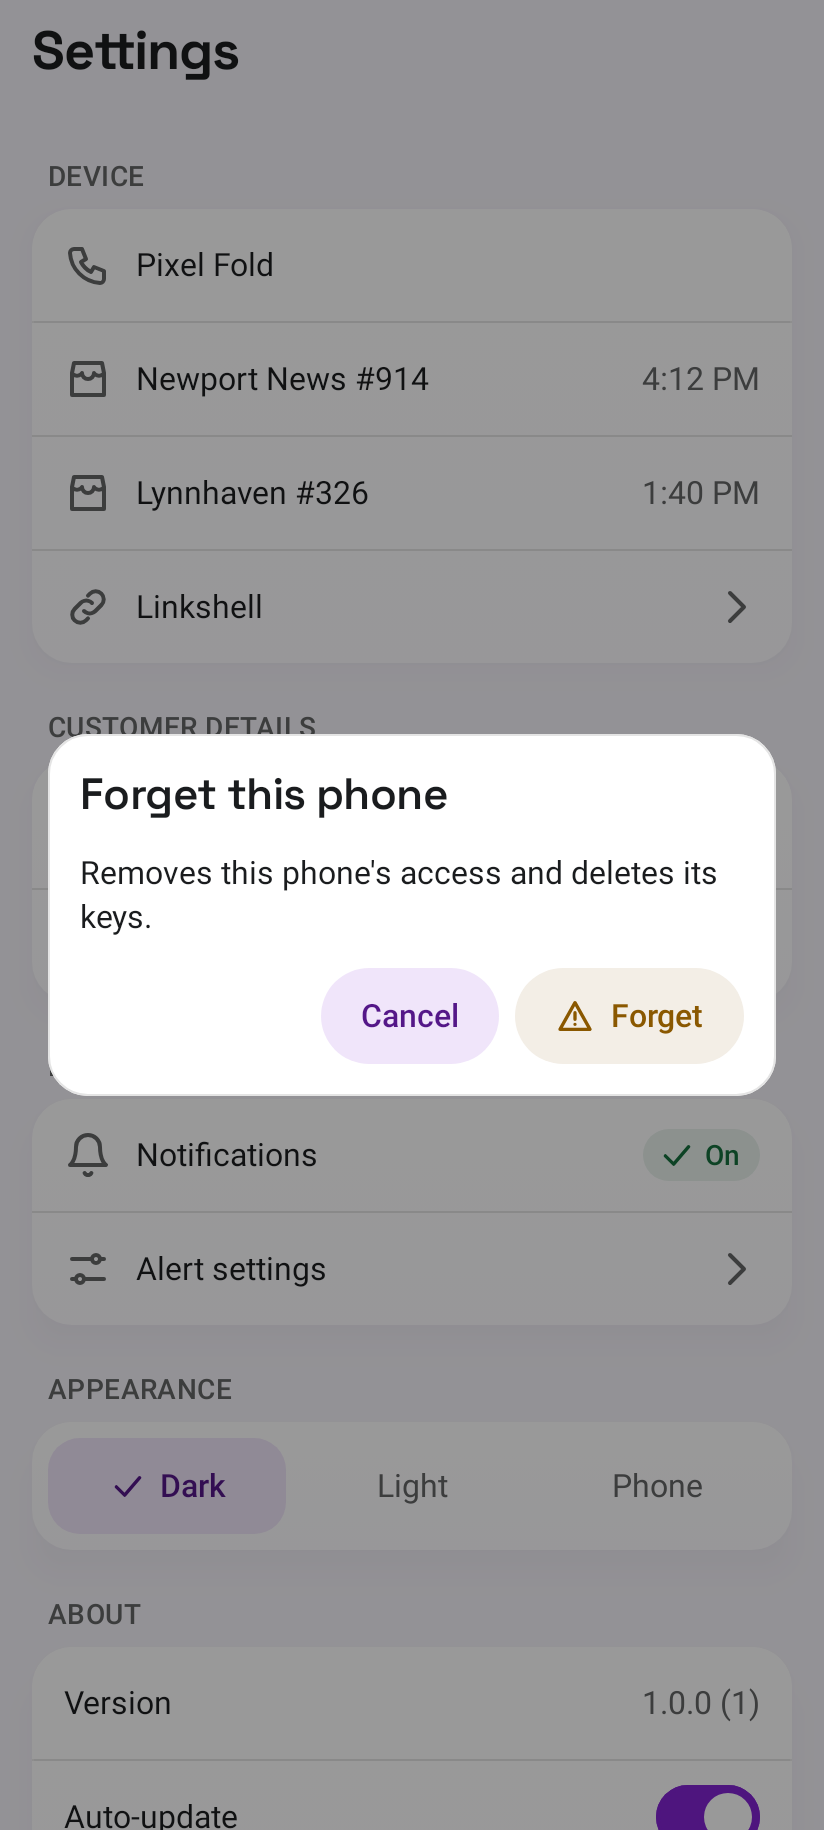 Settings
DEVICE
Pixel Fold
Newport News #914 4:12 PM
Lynnhaven #326 1:40 PM
Linkshell
CUSTOMER DETAILS
Forget this phone
Removes this phone's access and deletes its
keys.
Cancel Forget
Notifications On
Alert settings
APPEARANCE
Dark Light Phone
ABOUT
Version 1.0.0 (1)
Auto-update